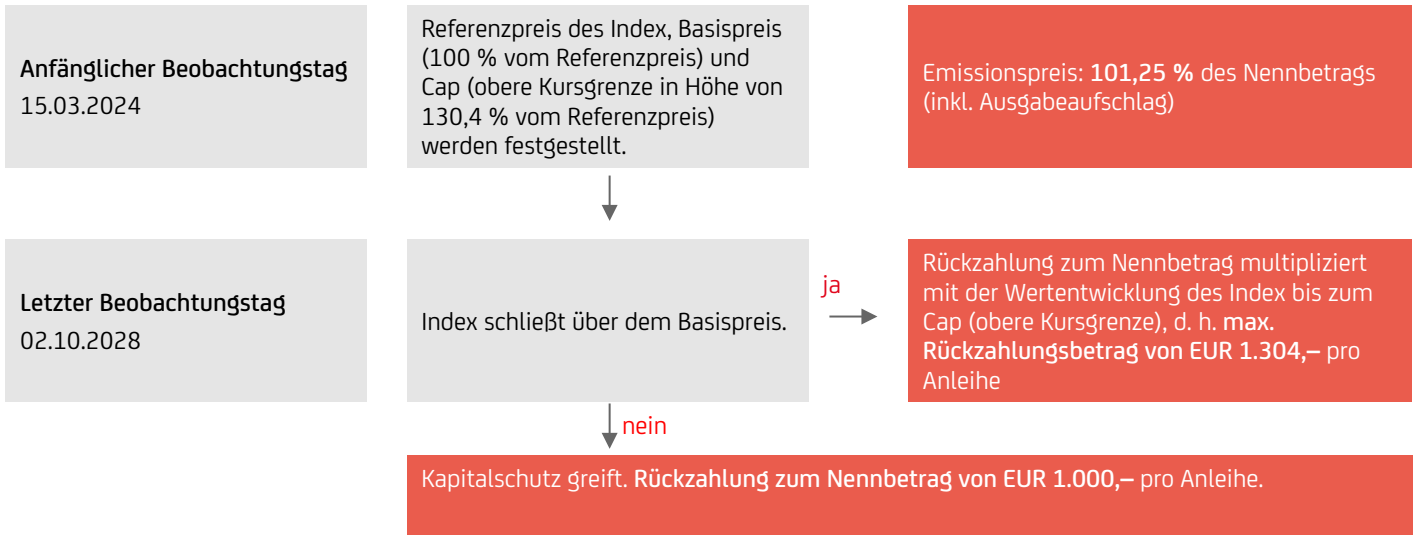 Anfänglicher Beobachtungstag
15.03.2024
Referenzpreis des Index, Basispreis
(100 % vom Referenzpreis) und
Cap (obere Kursgrenze in Höhe von
130,4 % vom Referenzpreis)
werden festgestellt.
Emissionspreis: 101,25 % des Nennbetrags
(inkl. Ausgabeaufschlag)
Letzter Beobachtungstag
02.10.2028
Index schließt über dem Basispreis.
ja
Rückzahlung zum Nennbetrag multipliziert
mit der Wertentwicklung des Index bis zum
Cap (obere Kursgrenze), d. h. max.
Rückzahlungsbetrag von EUR 1.304,– pro
Anleihe
nein
Kapitalschutz greift. Rückzahlung zum Nennbetrag von EUR 1.000,– pro Anleihe.